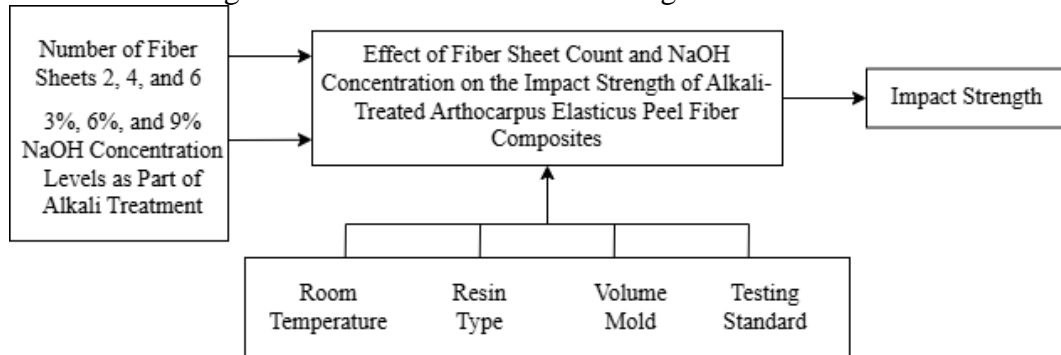 Number of Fiber
Sheets 2, 4, and 6
3%, 6%, and 9%
NaOH Concentration
Levels as Part of
Alkali Treatment
Effect of Fiber Sheet Count and NaOH
Concentration on the Impact Strength of Alkali-
Treated Arthocarpus Elasticus Peel Fiber
Composites
Impact Strength
Room
Temperature
Resin
Type
Volume
Mold
Testing
Standard